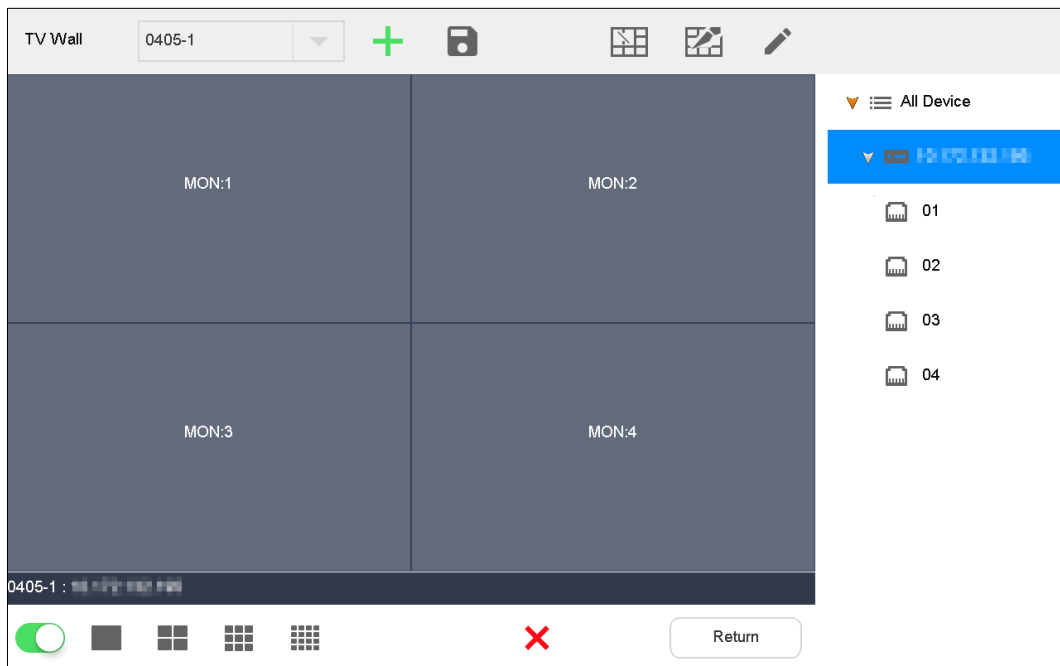 TV Wall
0405-1
All Device
MON:1
MON:2
01
02
03
04
MON:3
MON:4
0405-1 :
Return